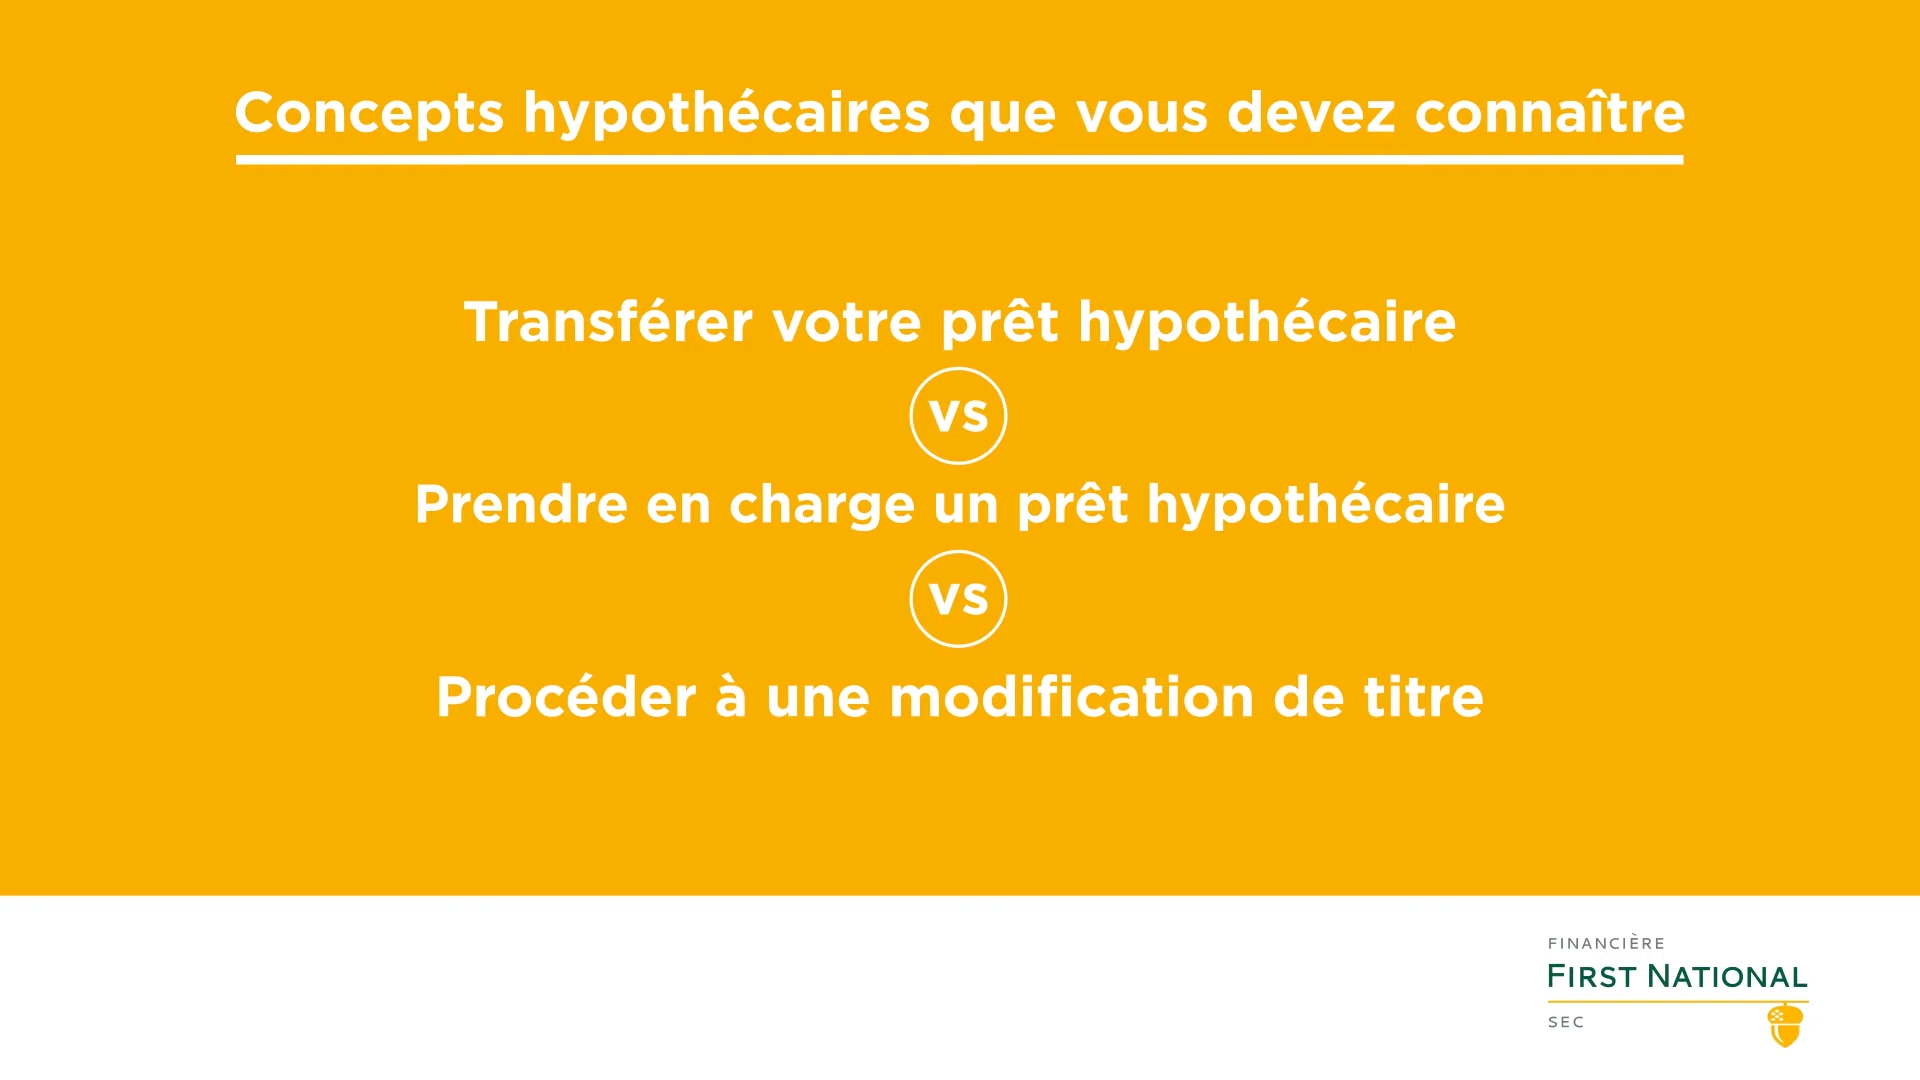 Concepts hypothécaires que vous devez connaître
Transférer votre prêt hypothécaire
vs
Prendre en charge un prêt hypothécaire
vs
Procéder à une modification de titre
FINANCIÈRE
FIRST NATIONAL
SEC